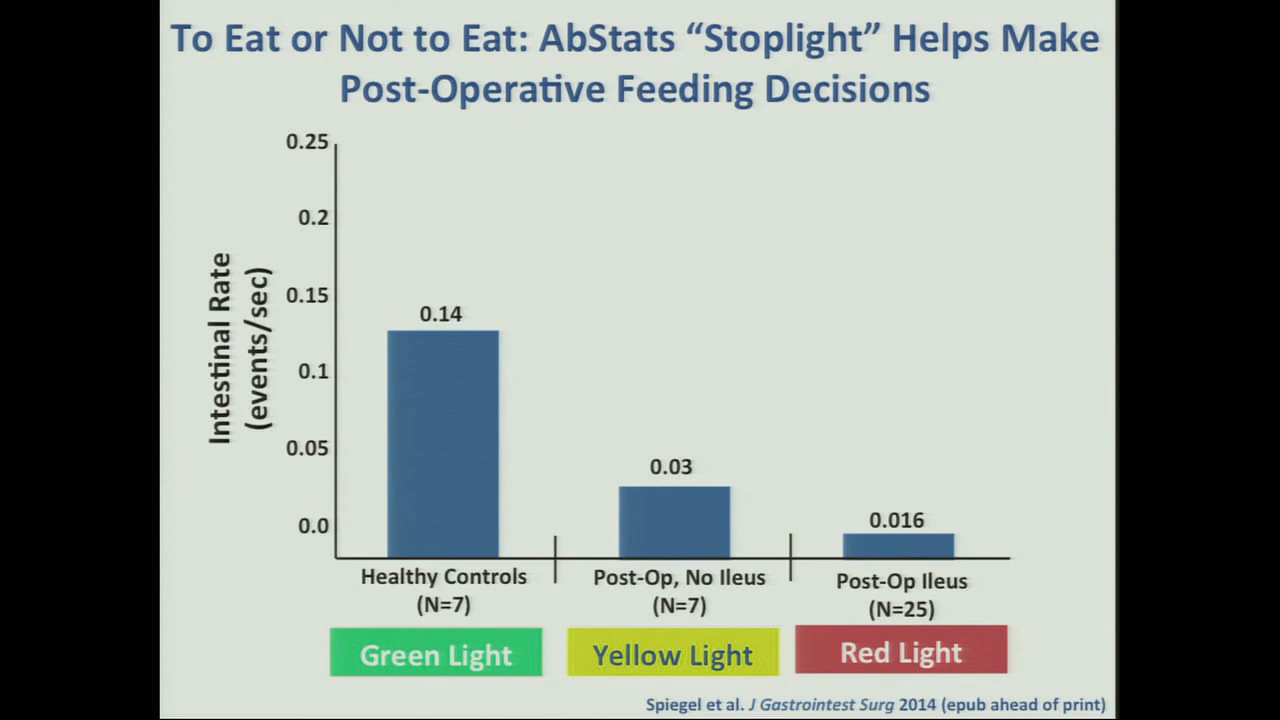 To Eat or Not to Eat: AbStats “Stoplight” Helps Make
Post-Operative Feeding Decisions
0.25
0.2
0.15
0.1
0.05
0.0
Intestinal Rate
(events/sec)
0.14
0.03
0.016
Healthy Controls
(N=7)
Post-Op, No Ileus
(N=7)
Post-Op Ileus
(N=25)
Green Light
Yellow Light
Red Light
Spiegel et al. J Gastrointest Surg 2014 (epub ahead of print)